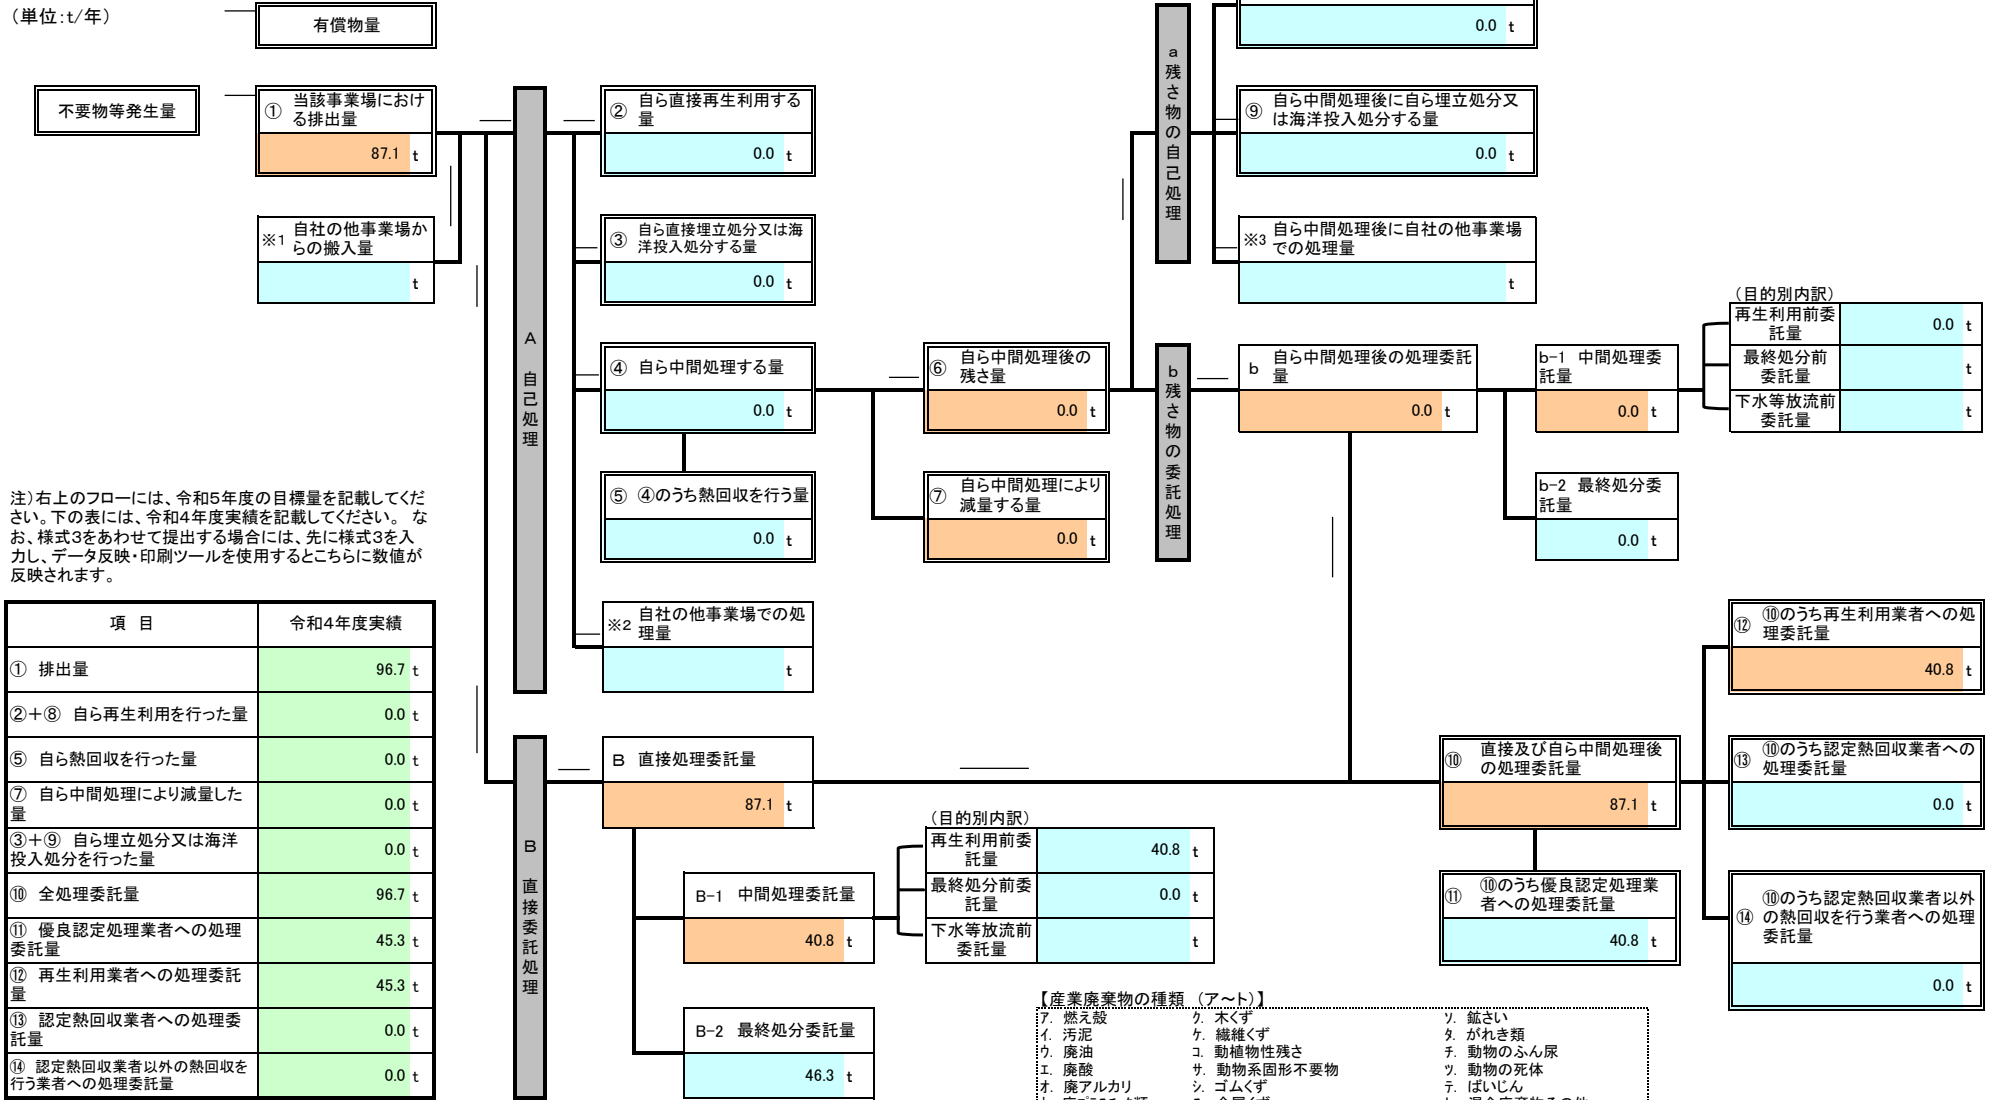 （単位：t/年）
有償物量
不要物等発生量
① 当該事業場におけ
る排出量
87.1 t
※1 自社の他事業場か
らの搬入量
t
A 自己処理
② 自ら直接再生利用する
量
0.0 t
③ 自ら直接埋立処分又は海
洋投入処分する量
0.0 t
④ 自ら中間処理する量
0.0 t
⑤ ④のうち熱回収を行う量
0.0 t
※2 自社の他事業場での処
理量
t
⑥ 自ら中間処理後の
残さ量
0.0 t
⑦ 自ら中間処理により
減量する量
0.0 t
a 残さ物の自己処理
0.0 t
⑨ 自ら中間処理後に自ら埋立処分又
は海洋投入処分する量
0.0 t
※3 自ら中間処理後に自社の他事業場
での処理量
t
b 残さ物の委託処理
b 自ら中間処理後の処理委託
量
0.0 t
b-1 中間処理委
託量
0.0 t
b-2 最終処分委
託量
0.0 t
（目的別内訳）
再生利用前委
託量
0.0 t
最終処分前
委託量
t
下水等放流前
委託量
t
注）右上のフローには、令和5年度の目標量を記載してくだ
さい。下の表には、令和4年度実績を記載してください。 な
お、様式3をあわせて提出する場合には、先に様式3を入
力し、データ反映・印刷ツールを使用するとこちらに数値が
反映されます。
項 目 令和4年度実績
① 排出量 96.7 t
②＋⑧ 自ら再生利用を行った量 0.0 t
⑤ 自ら熱回収を行った量 0.0 t
⑦ 自ら中間処理により減量した
量 0.0 t
③＋⑨ 自ら埋立処分又は海洋
投入処分を行った量 0.0 t
⑩ 全処理委託量 96.7 t
⑪ 優良認定処理業者への処理
委託量 45.3 t
⑫ 再生利用業者への処理委託
量 45.3 t
⑬ 認定熱回収業者への処理委
託量 0.0 t
⑭ 認定熱回収業者以外の熱回収を
行う業者への処理委託量 0.0 t
B 直接委託処理
B 直接処理委託量
87.1 t
B-1 中間処理委託量
40.8 t
B-2 最終処分委託量
46.3 t
（目的別内訳）
再生利用前委
託量
40.8 t
最終処分前委
託量
0.0 t
下水等放流前
委託量
t
⑩ 直接及び自ら中間処理後
の処理委託量
87.1 t
⑪ ⑩のうち優良認定処理業
者への処理委託量
40.8 t
⑫ ⑩のうち再生利用業者への処
理委託量
40.8 t
⑬ ⑩のうち認定熱回収業者への
処理委託量
0.0 t
⑭ ⑩のうち認定熱回収業者以外
の熱回収を行う業者への処理
委託量
0.0 t
【産業廃棄物の種類 （ア～ト）】
ア. 燃え殻 ク. 木くず ソ. 鉱さい
イ. 汚泥 ケ. 繊維くず タ. がれき類
ウ. 廃油 コ. 動植物性残さ チ. 動物のふん尿
エ. 廃酸 サ. 動物系固形不要物 ツ. 動物の死体
オ. 廃アルカリ シ. ゴムくず テ. ばいじん